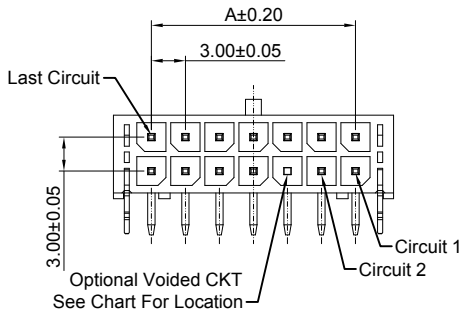 A±0.20
3.00±0.05
Last Circuit
3.00±0.05
Circuit 1
Circuit 2
Optional Voided CKT
See Chart For Location